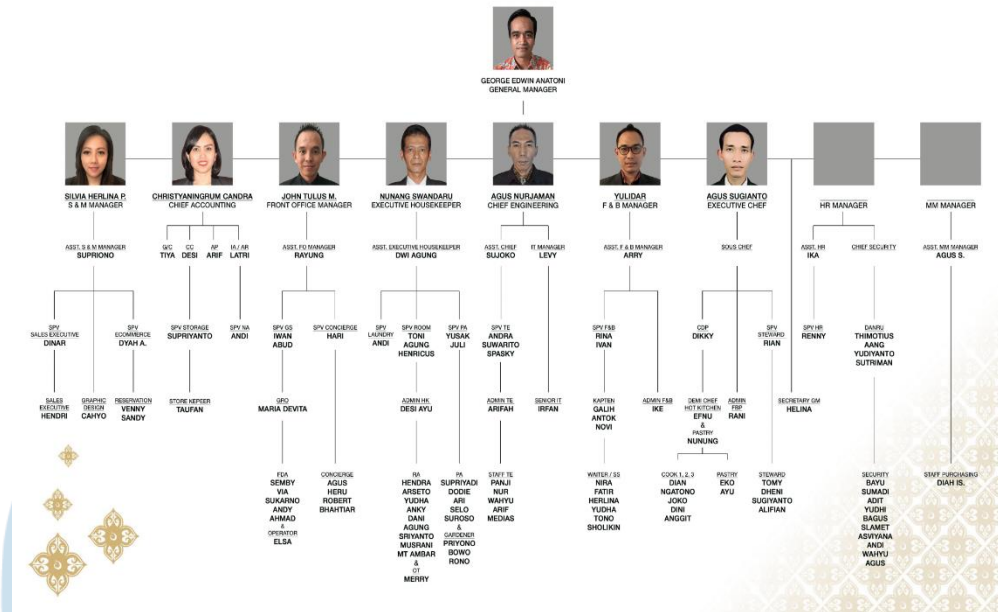 GEORGE EDWIN ANATONI
GENERAL MANAGER
SILVIA HERLINA P.
S & M MANAGER
CHRISTYANINGRUM CANDRA
CHIEF ACCOUNTING
JOHN TULUS M.
FRONT OFFICE MANAGER
NUNANG SWANDARU
EXECUTIVE HOUSEKEEPER
AGUS NURJAMAN
CHIEF ENGINEERING
YULIDAR
F & B MANAGER
AGUS SUGIANTO
EXECUTIVE CHEF
HR MANAGER
MM MANAGER
ASST. S & M MANAGER
SUPRIONO
G/C
TIYA
CC
DESI
AP
ARIF
IA / AR
LATRI
ASST. FO MANAGER
RAYUNG
ASST. EXECUTIVE HOUSEKEEPER
DWI AGUNG
ASST. CHIEF
SUJOKO
IT MANAGER
LEVY
ASST. F & B MANAGER
ARRY
SOUS CHEF
ASST. HR
IKA
CHIEF SECURITY
ASST. MM MANAGER
AGUS S.
SPV
SALES EXECUTIVE
DINAR
SPV
ECOMMERCE
DYAH A.
SPV STORAGE
SUPRIYANTO
SPV NA
ANDI
SPV GS
IWAN
ABUD
SPV CONCIERGE
HARI
SPV
LAUNDRY
ANDI
SPV ROOM
TONI
AGUNG
HENRICUS
SPV PA
YUSAK
JULI
SPV TE
ANDRA
SUWARITO
SPASKY
SPV F&B
RINA
IVAN
CDP
DIKKY
SPV
STEWARD
RIAN
SPV HR
RENNY
DANRU
THIMOTIUS
AANG
YUDIYANTO
SUTRIMAN
SALES
EXECUTIVE
HENDRI
GRAPHIC
DESIGN
CAHYO
RESERVATION
VENNY
SANDY
STORE KEPEER
TAUFAN
GRO
MARIA DEVITA
ADMIN HK
DESI AYU
ADMIN TE
ARIFAH
SENIOR IT
IRFAN
KAPTEN
GALIH
ANTOK
NOVI
ADMIN F&B
IKE
DEMI CHEF
HOT KITCHEN
EFNU
&
PASTRY
NUNUNG
ADMIN
FBP
RANI
SECRETARY GM
HELINA
FDA
SEMBY
VIA
SUKARNO
ANDY
AHMAD
&
OPERATOR
ELSA
CONCIERGE
AGUS
HERU
ROBERT
BHAHTIAR
RA
HENDRA
ARSETO
YUDHA
ANKY
DANI
AGUNG
SRIYANTO
MUSRANI
MT AMBAR
&
OT
MERRY
PA
SUPRIYADI
DODIE
ARI
SELO
SUROSO
&
GARDENER
PRIYONO
BOWO
RONO
STAFF TE
PANJI
NUR
WAHYU
ARIF
MEDIAS
WAITER / SS
NIRA
FATIR
HERLINA
YUDHA
TONO
SHOLIKIN
COOK 1, 2, 3
DIAN
NGATONO
JOKO
DINI
ANGGIT
PASTRY
EKO
AYU
STEWARD
TOMY
DHENI
SUGIYANTO
ALIFIAN
SECURITY
BAYU
SUMADI
ADIT
YUDHI
BAGUS
SLAMET
ASVIYANA
ANDI
WAHYU
AGUS
STAFF PURCHASING
DIAH IS.